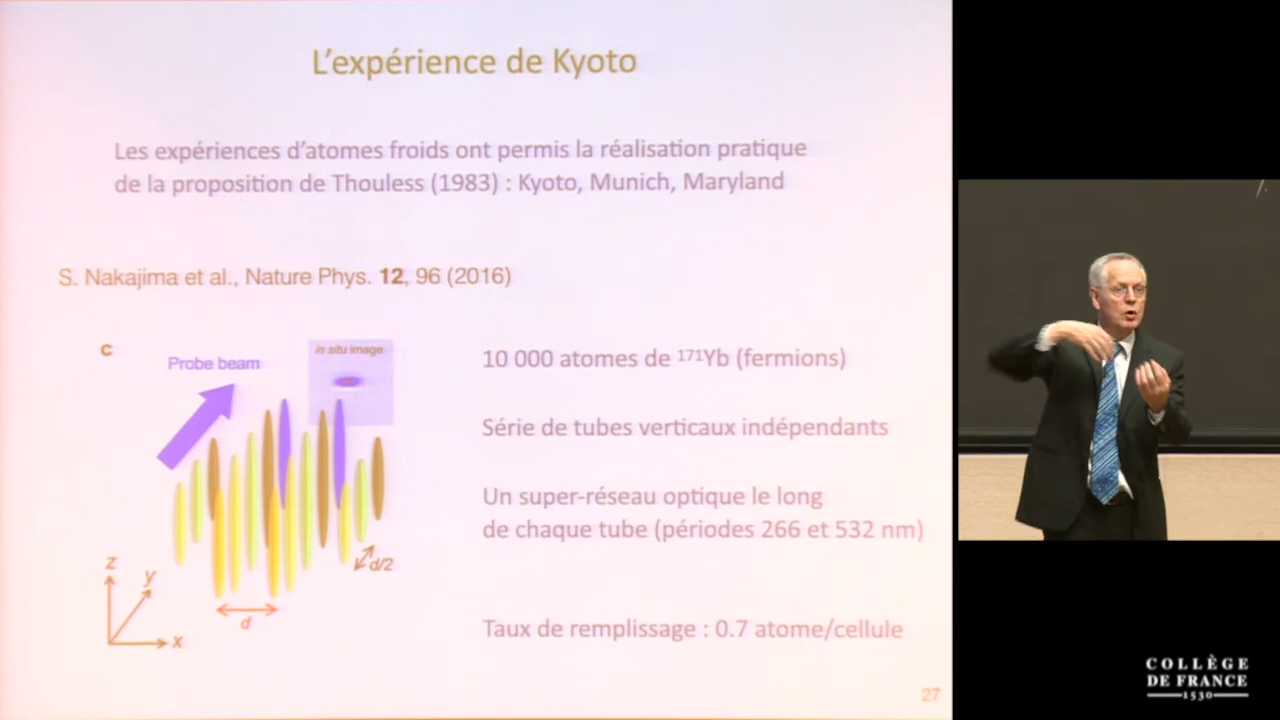 L'expérience de Kyoto
Les expériences d'atomes froids ont permis la réalisation pratique
de la proposition de Thouless (1983) : Kyoto, Munich, Maryland
S. Nakajima et al., Nature Phys. 12, 96 (2016)
c
Probe beam
in situ image
z
y
x
d
d/2
10 000 atomes de ¹⁷¹Yb (fermions)
Série de tubes verticaux indépendants
Un super-réseau optique le long
de chaque tube (périodes 266 et 532 nm)
Taux de remplissage : 0.7 atome/cellule
27
COLLÈGE
DE FRANCE
1530